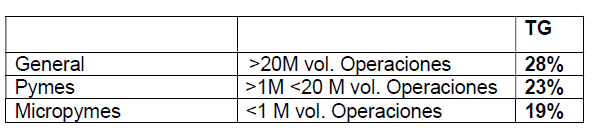 TG
General >20M vol. Operaciones 28%
Pymes >1M <20 M vol. Operaciones 23%
Micropymes <1 M vol. Operaciones 19%